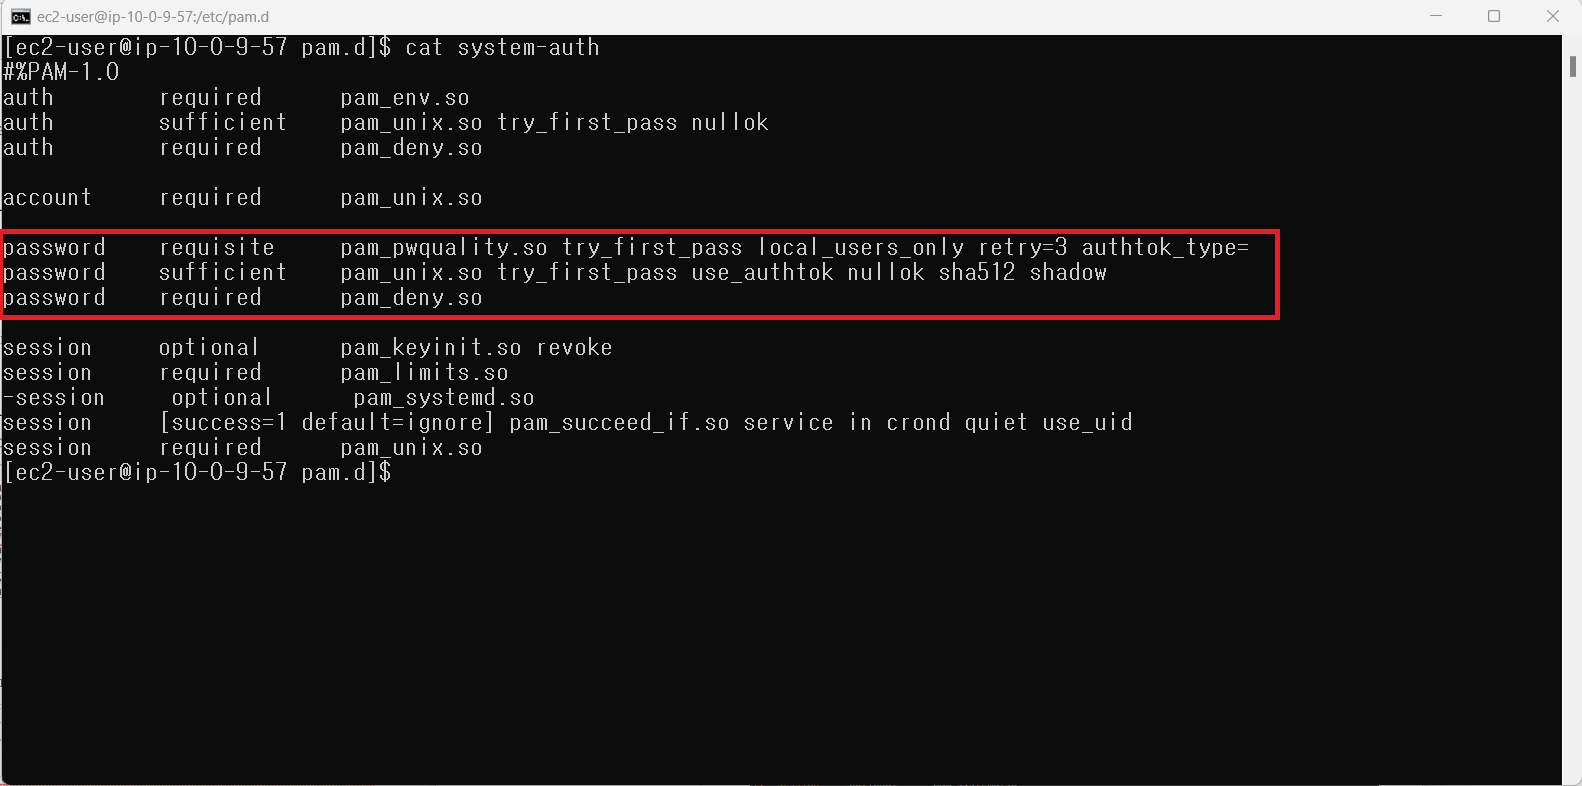 ec2-user@ip-10-0-9-57:/etc/pam.d
[ec2-user@ip-10-0-9-57 pam.d]$ cat system-auth
#%PAM-1.0
auth        required      pam_env.so
auth        sufficient    pam_unix.so try_first_pass nullok
auth        required      pam_deny.so
account     required      pam_unix.so
password    requisite     pam_pwquality.so try_first_pass local_users_only retry=3 authtok_type=
password    sufficient    pam_unix.so try_first_pass use_authtok nullok sha512 shadow
password    required      pam_deny.so
session     optional      pam_keyinit.so revoke
session     required      pam_limits.so
-session     optional      pam_systemd.so
session     [success=1 default=ignore] pam_succeed_if.so service in crond quiet use_uid
session     required      pam_unix.so
[ec2-user@ip-10-0-9-57 pam.d]$